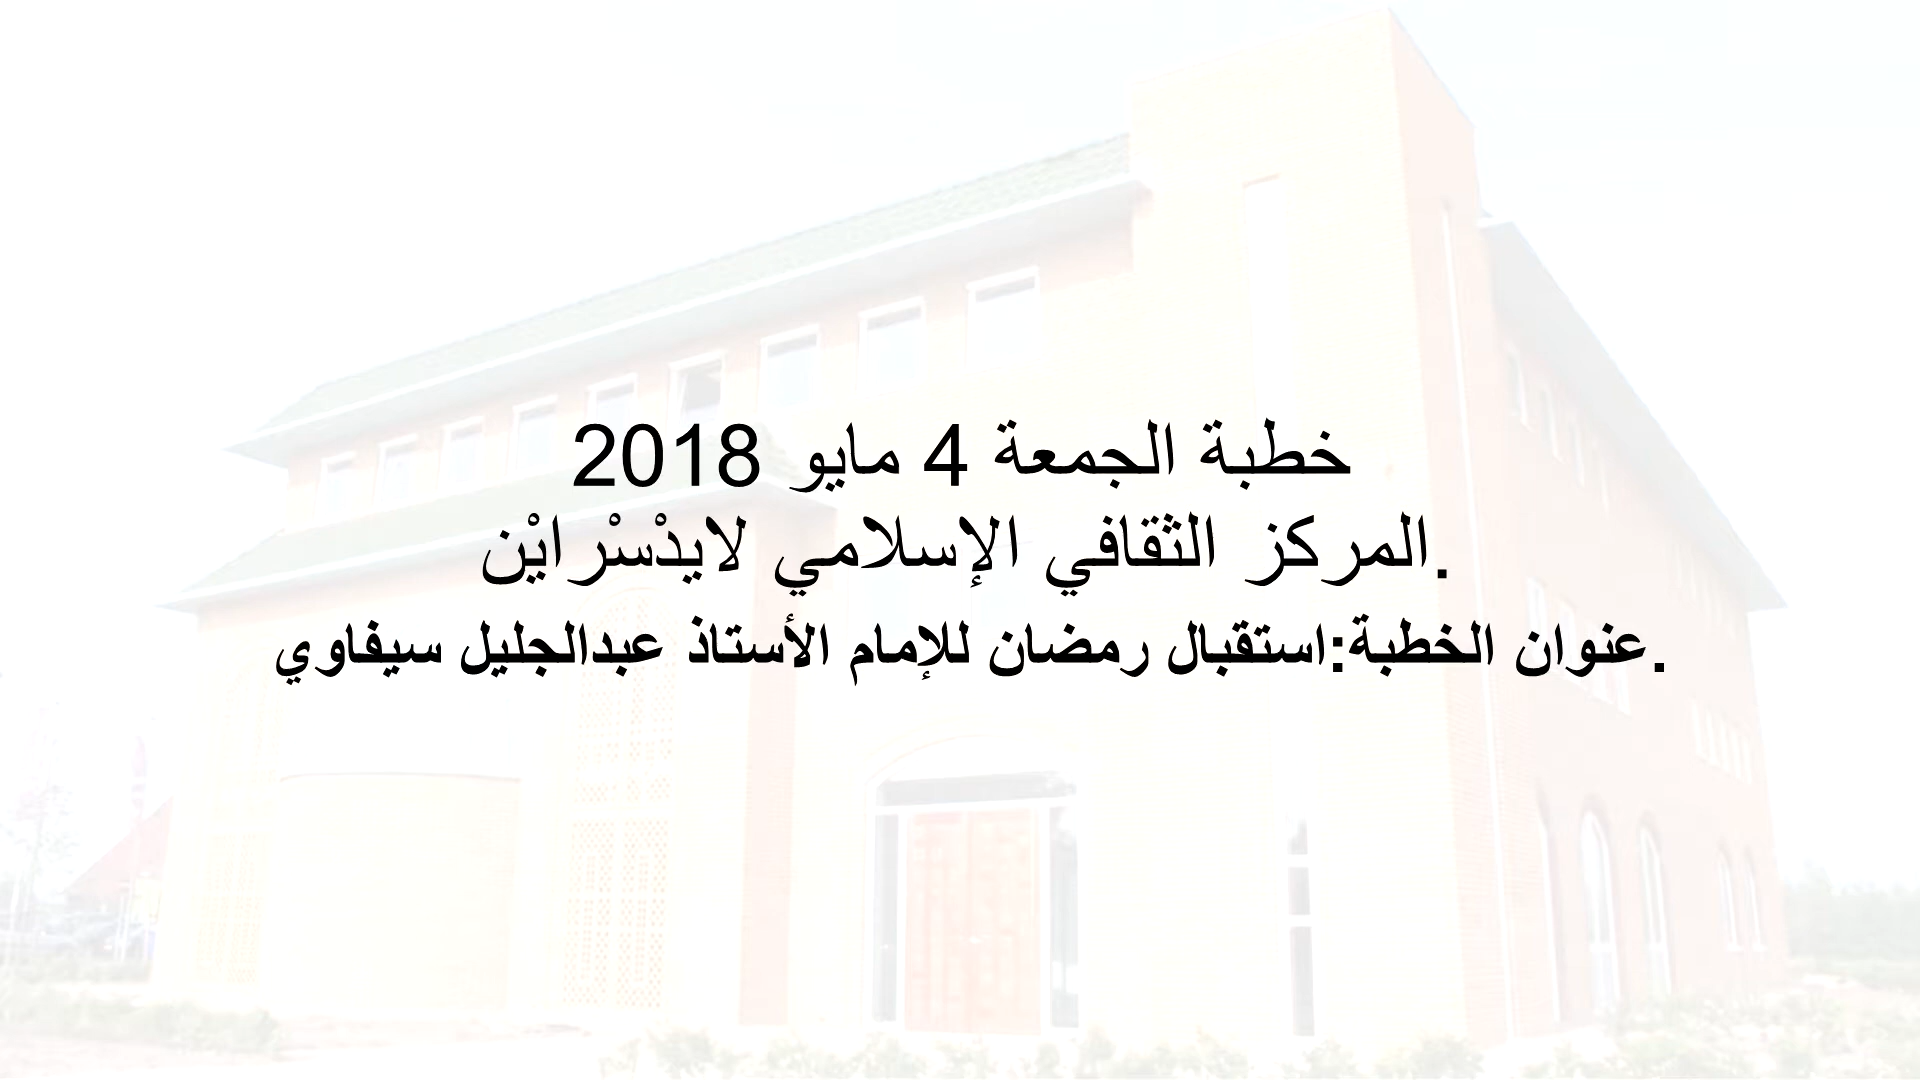 خطبة الجمعة 4 مايو 2018
المركز الثقافي الإسلامي لايدْسْرايْن.
عنوان الخطبة:استقبال رمضان للإمام الأستاذ عبدالجليل سيفاوي.